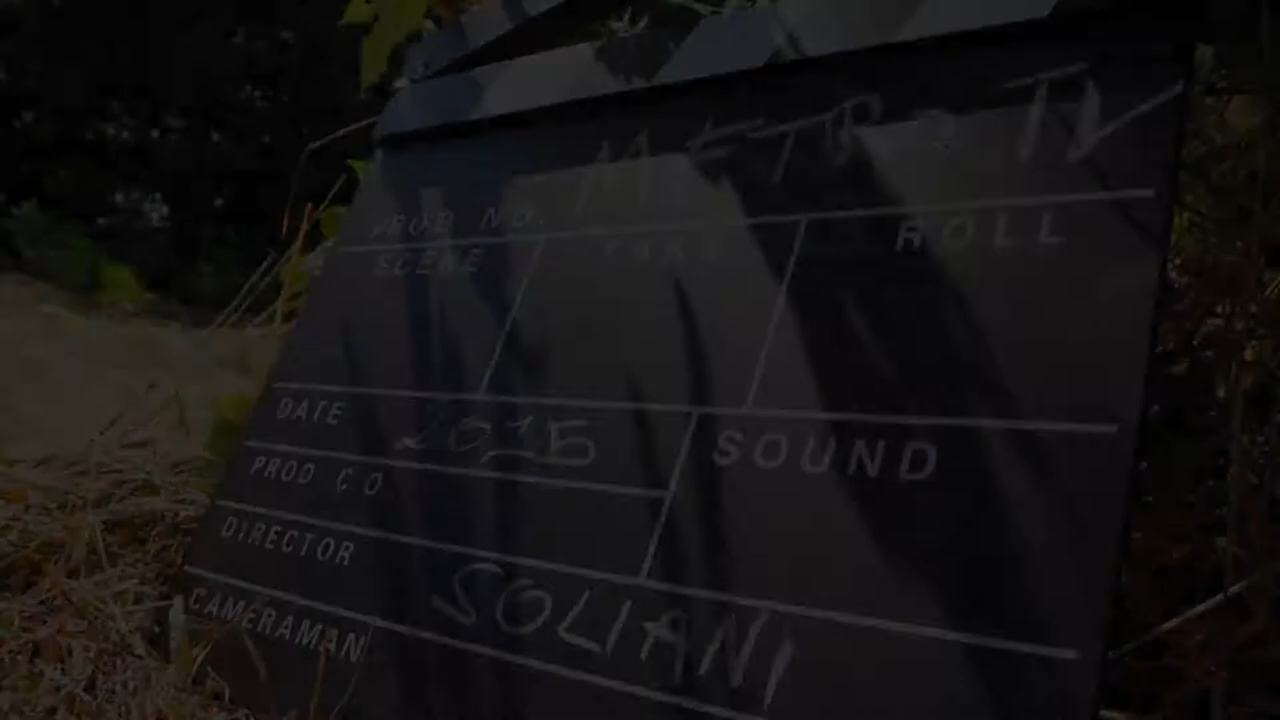 METRO TV
PROD NO.
SCENE TAKE ROLL
DATE 2015 SOUND
PROD CO
DIRECTOR SOLIANI
CAMERAMAN